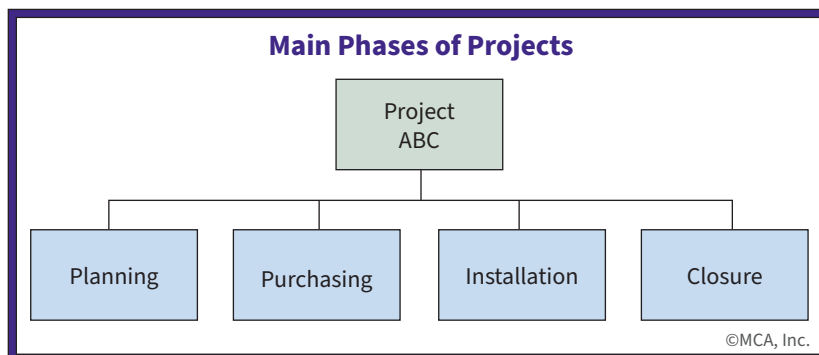 Main Phases of Projects
Project
ABC
Planning
Purchasing
Installation
Closure
©MCA, Inc.